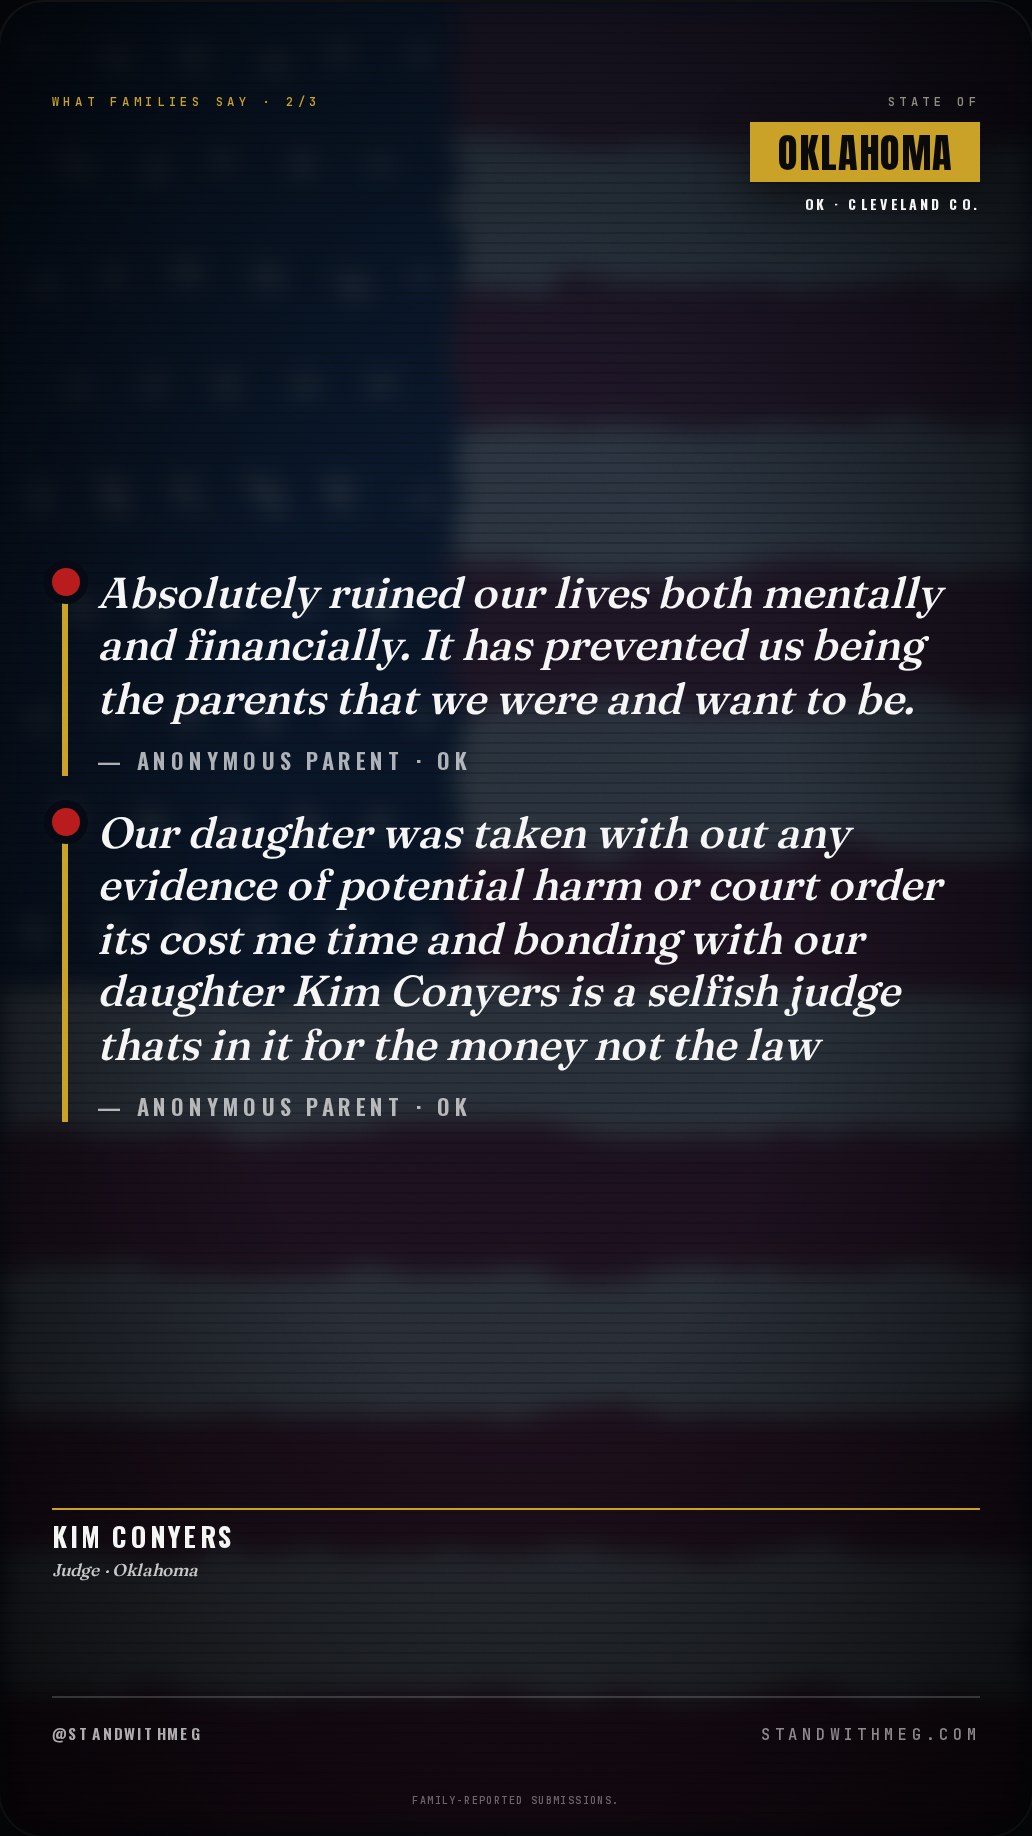 WHAT FAMILIES SAY · 2/3
STATE OF
OKLAHOMA
OK · CLEVELAND CO.
Absolutely ruined our lives both mentally
and financially. It has prevented us being
the parents that we were and want to be.
— ANONYMOUS PARENT · OK
Our daughter was taken with out any
evidence of potential harm or court order
its cost me time and bonding with our
daughter Kim Conyers is a selfish judge
thats in it for the money not the law
— ANONYMOUS PARENT · OK
KIM CONYERS
Judge · Oklahoma
@STANDWITHMEG
STANDWITHMEG.COM
FAMILY-REPORTED SUBMISSIONS.